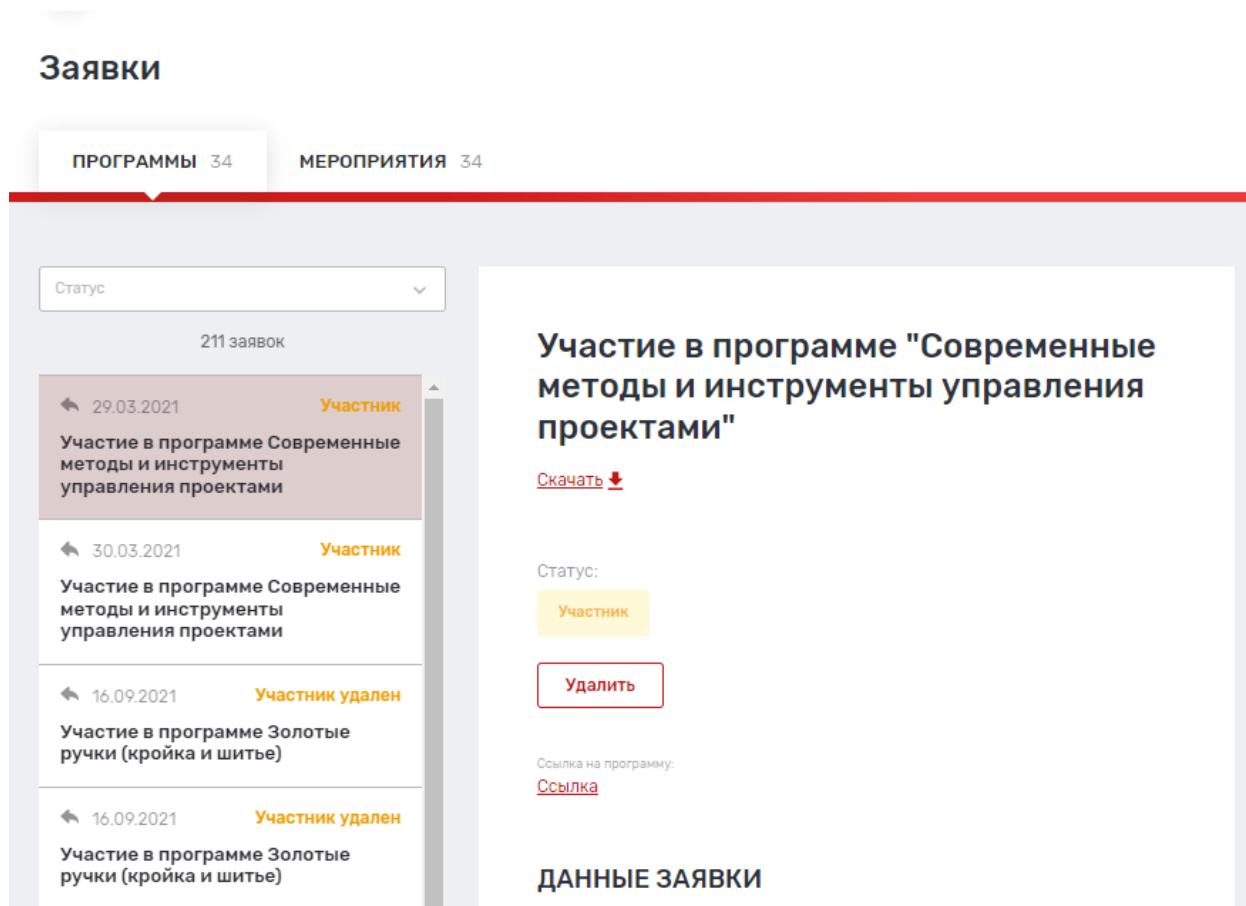 Заявки
ПРОГРАММЫ 34 МЕРОПРИЯТИЯ 34
Статус
211 заявок
29.03.2021 Участник
Участие в программе Современные
методы и инструменты
управления проектами
30.03.2021 Участник
Участие в программе Современные
методы и инструменты
управления проектами
16.09.2021 Участник удален
Участие в программе Золотые
ручки (кройка и шитье)
16.09.2021 Участник удален
Участие в программе Золотые
ручки (кройка и шитье)
Участие в программе "Современные
методы и инструменты управления
проектами"
Скачать
Статус:
Участник
Удалить
Ссылка на программу:
Ссылка
ДАННЫЕ ЗАЯВКИ